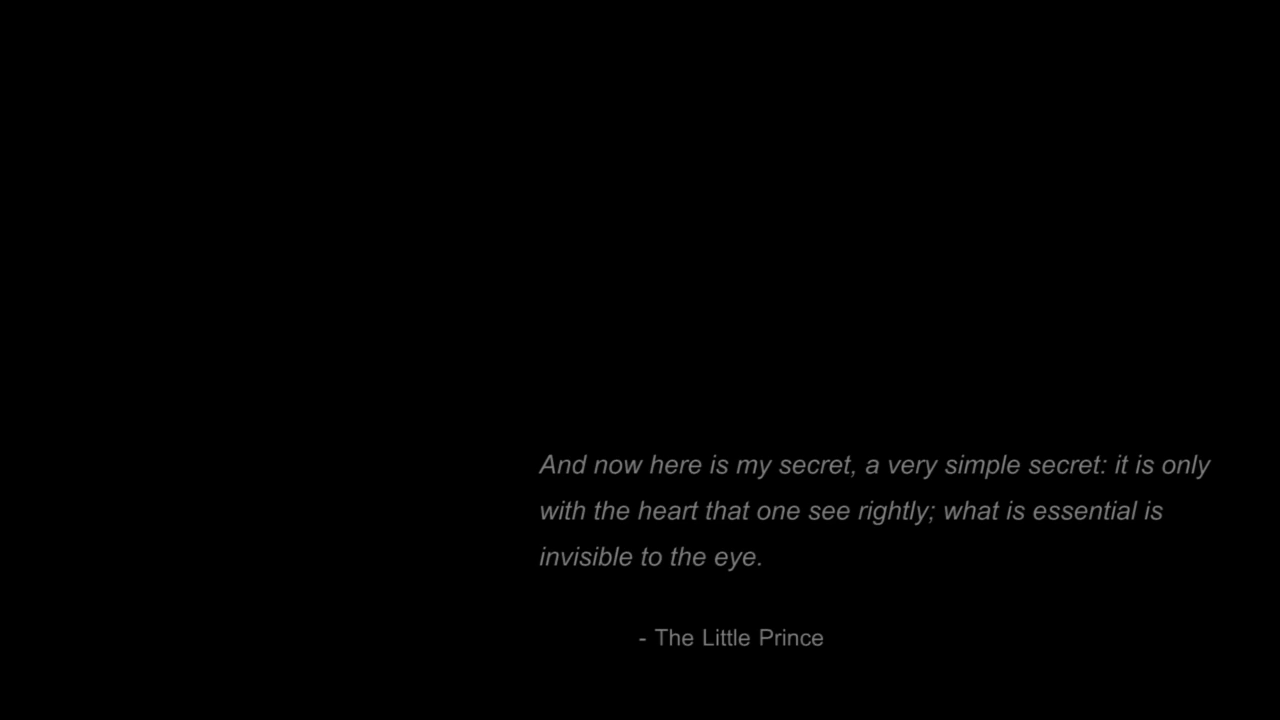 And now here is my secret, a very simple secret: it is only
with the heart that one see rightly; what is essential is
invisible to the eye.
- The Little Prince